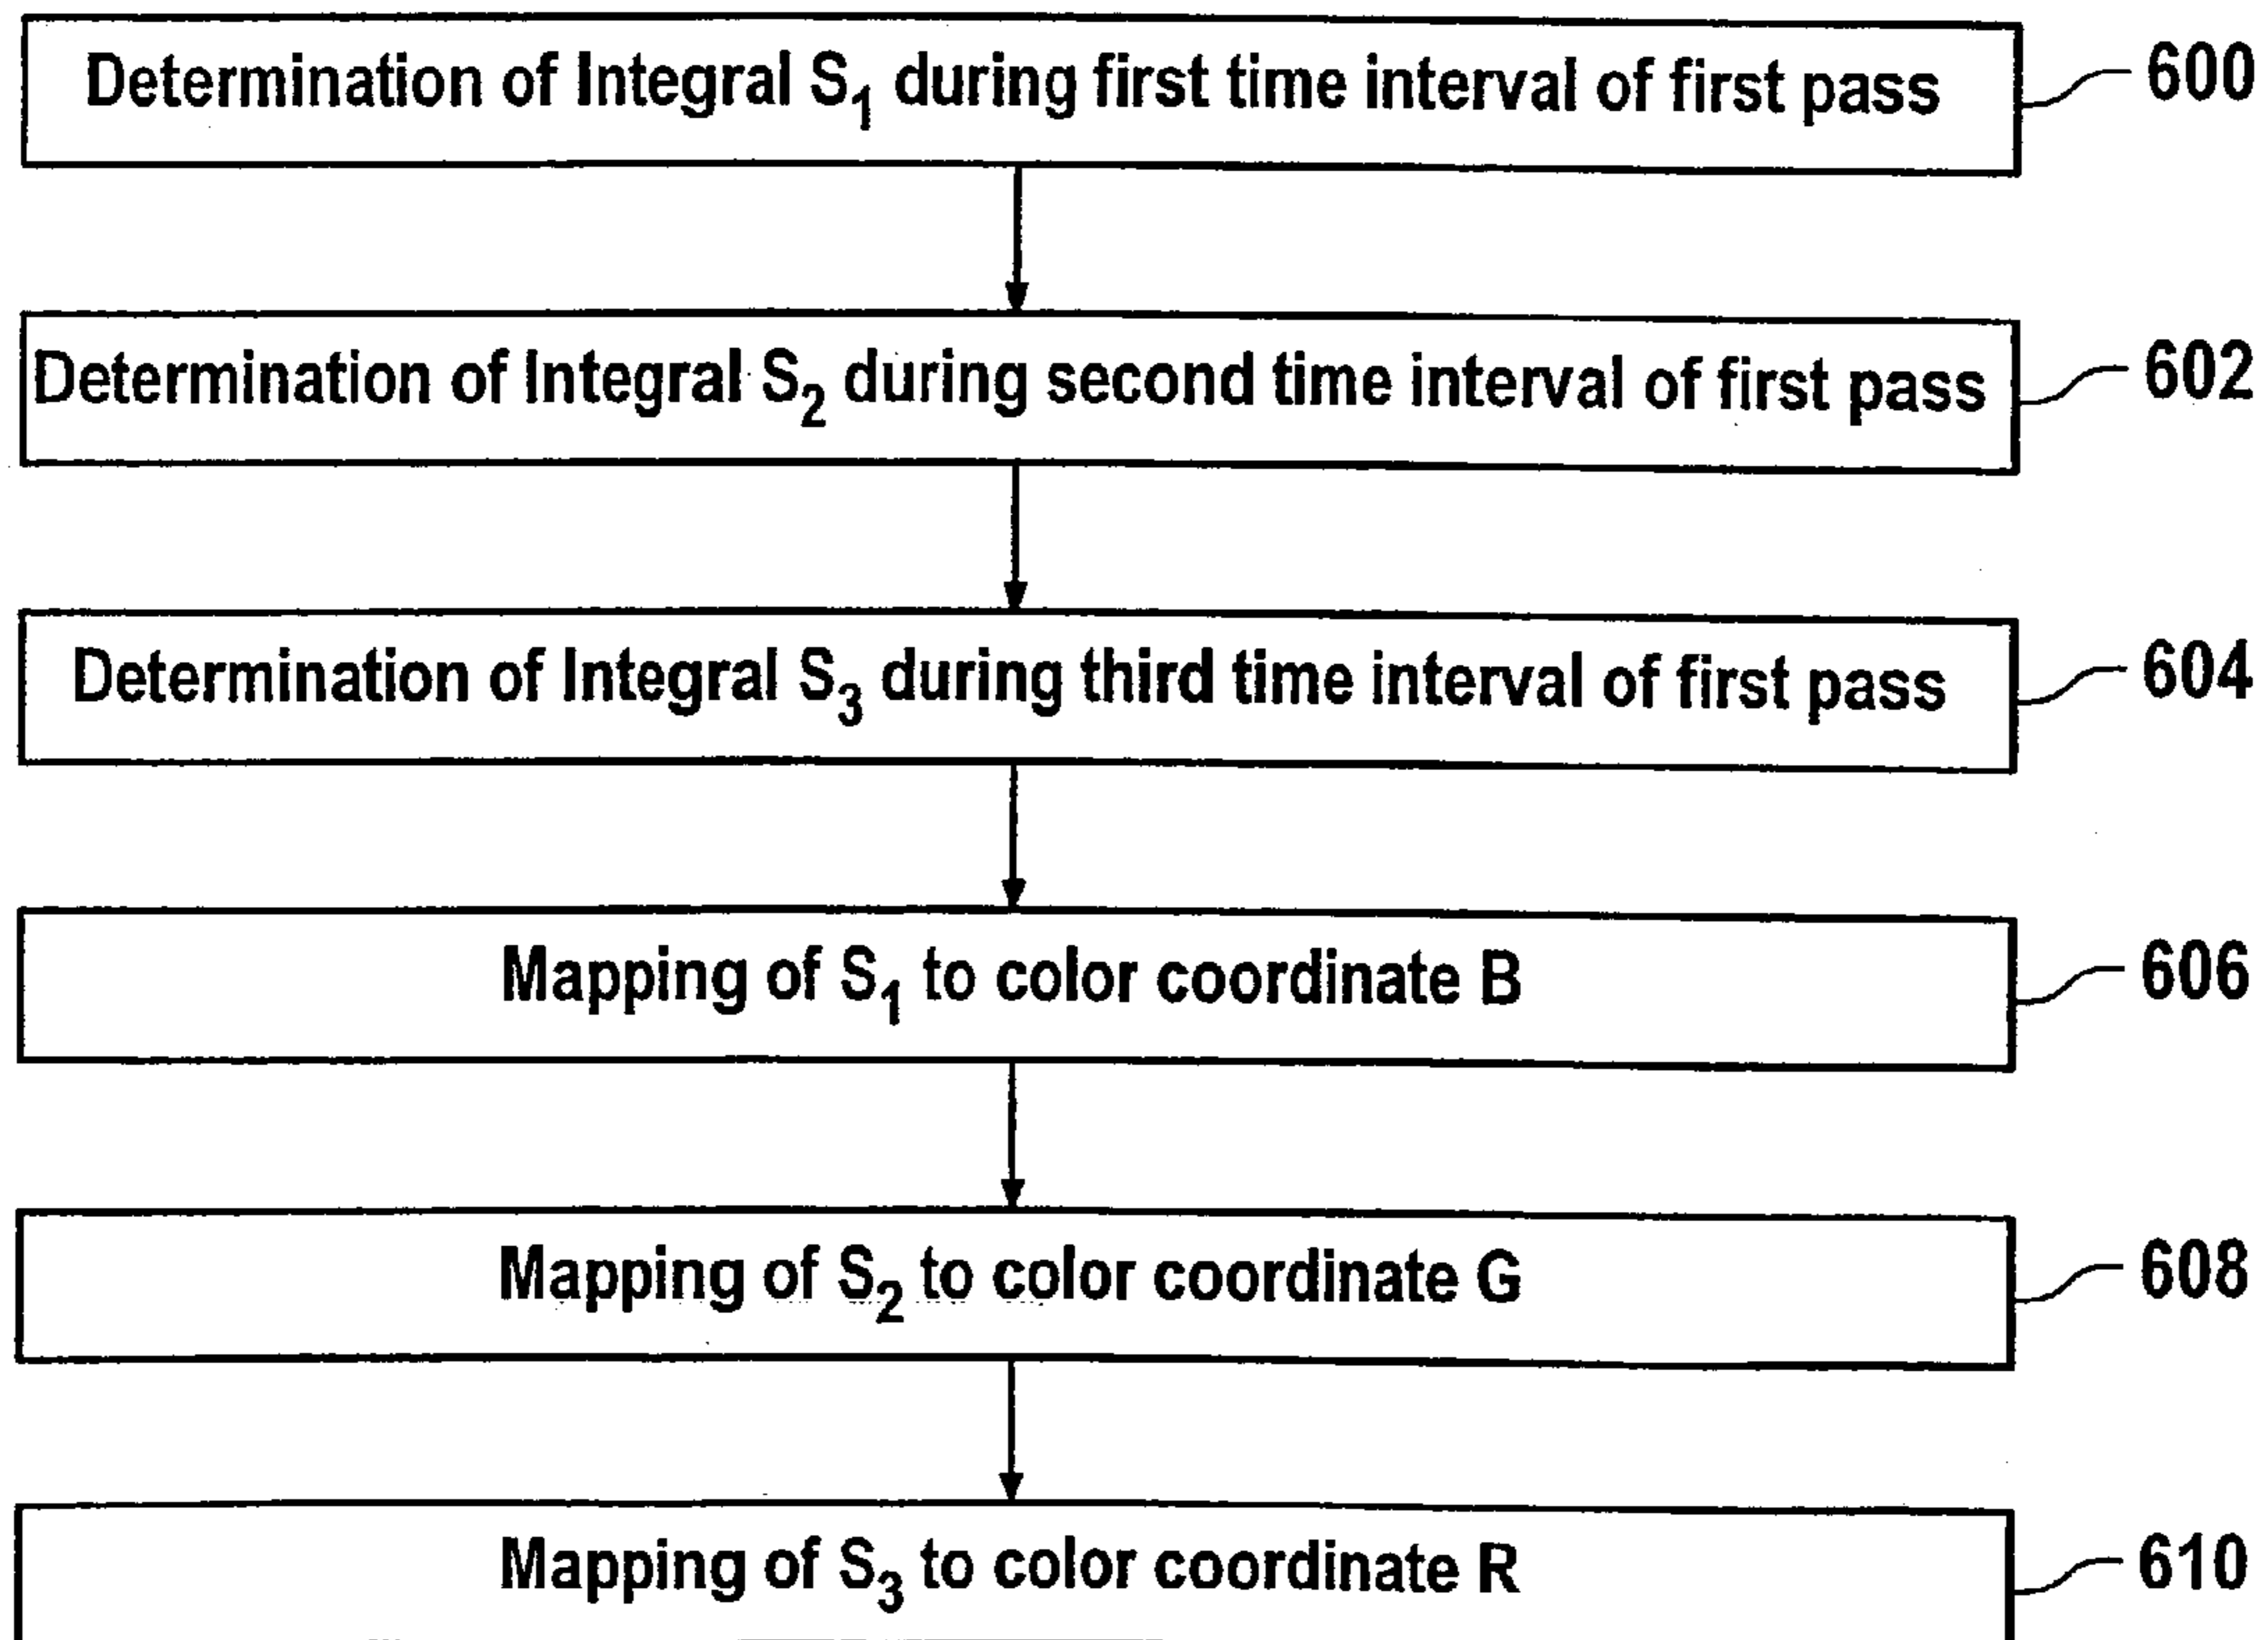 Determination of Integral S₁ during first time interval of first pass 600
Determination of Integral S₂ during second time interval of first pass 602
Determination of Integral S₃ during third time interval of first pass 604
Mapping of S₁ to color coordinate B 606
Mapping of S₂ to color coordinate G 608
Mapping of S₃ to color coordinate R 610